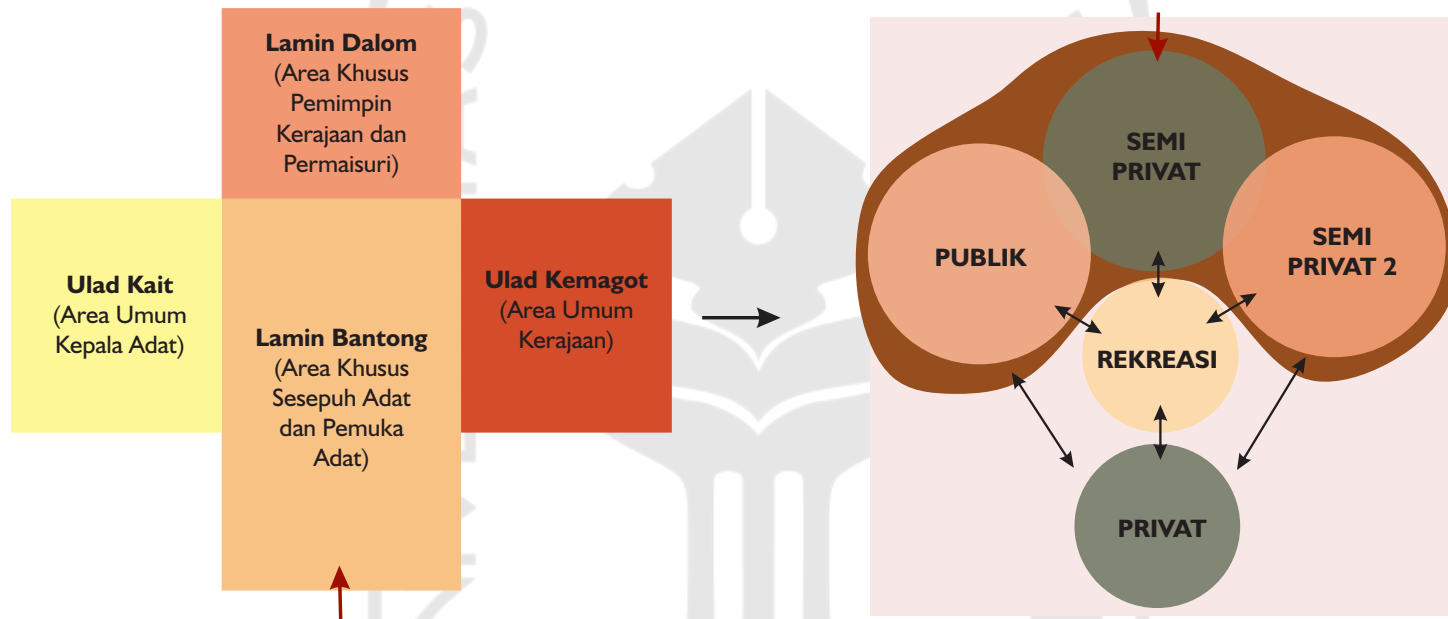 Lamin Dalom
(Area Khusus
Pemimpin
Kerajaan dan
Permaisuri)
Ulad Kait
(Area Umum
Kepala Adat)
Lamin Bantong
(Area Khusus
Sesepuh Adat
dan Pemuka
Adat)
Ulad Kemagot
(Area Umum
Kerajaan)
SEMI
PRIVAT
PUBLIK
SEMI
PRIVAT 2
REKREASI
PRIVAT